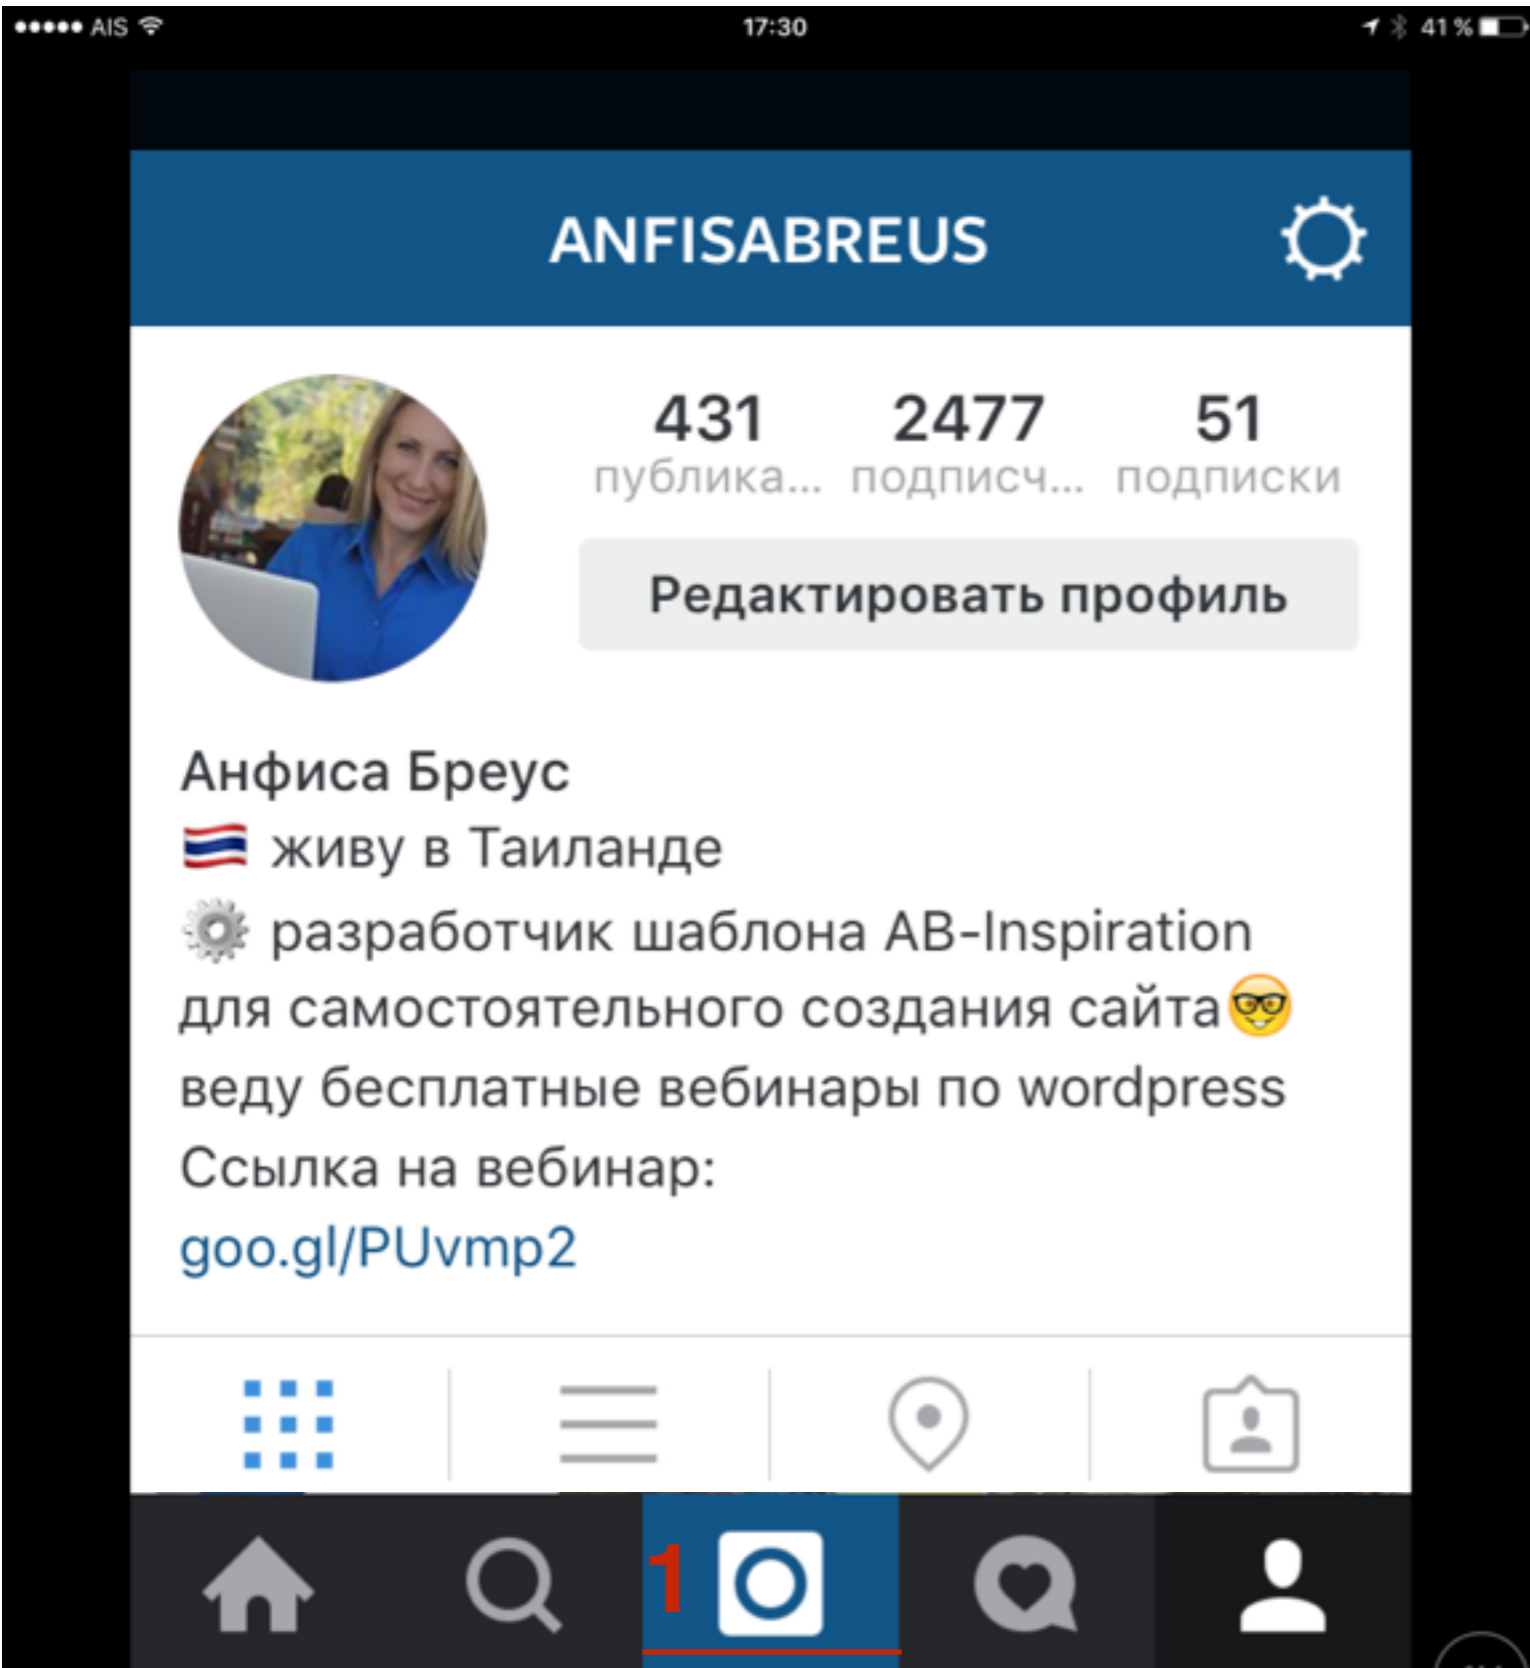 AIS 17:30 41 %
ANFISABREUS
431 2477 51
публика... подписч... подписки
Редактировать профиль
Анфиса Бреус
живу в Таиланде
разработчик шаблона AB-Inspiration
для самостоятельного создания сайта
веду бесплатные вебинары по wordpress
Ссылка на вебинар:
goo.gl/PUvmp2
1